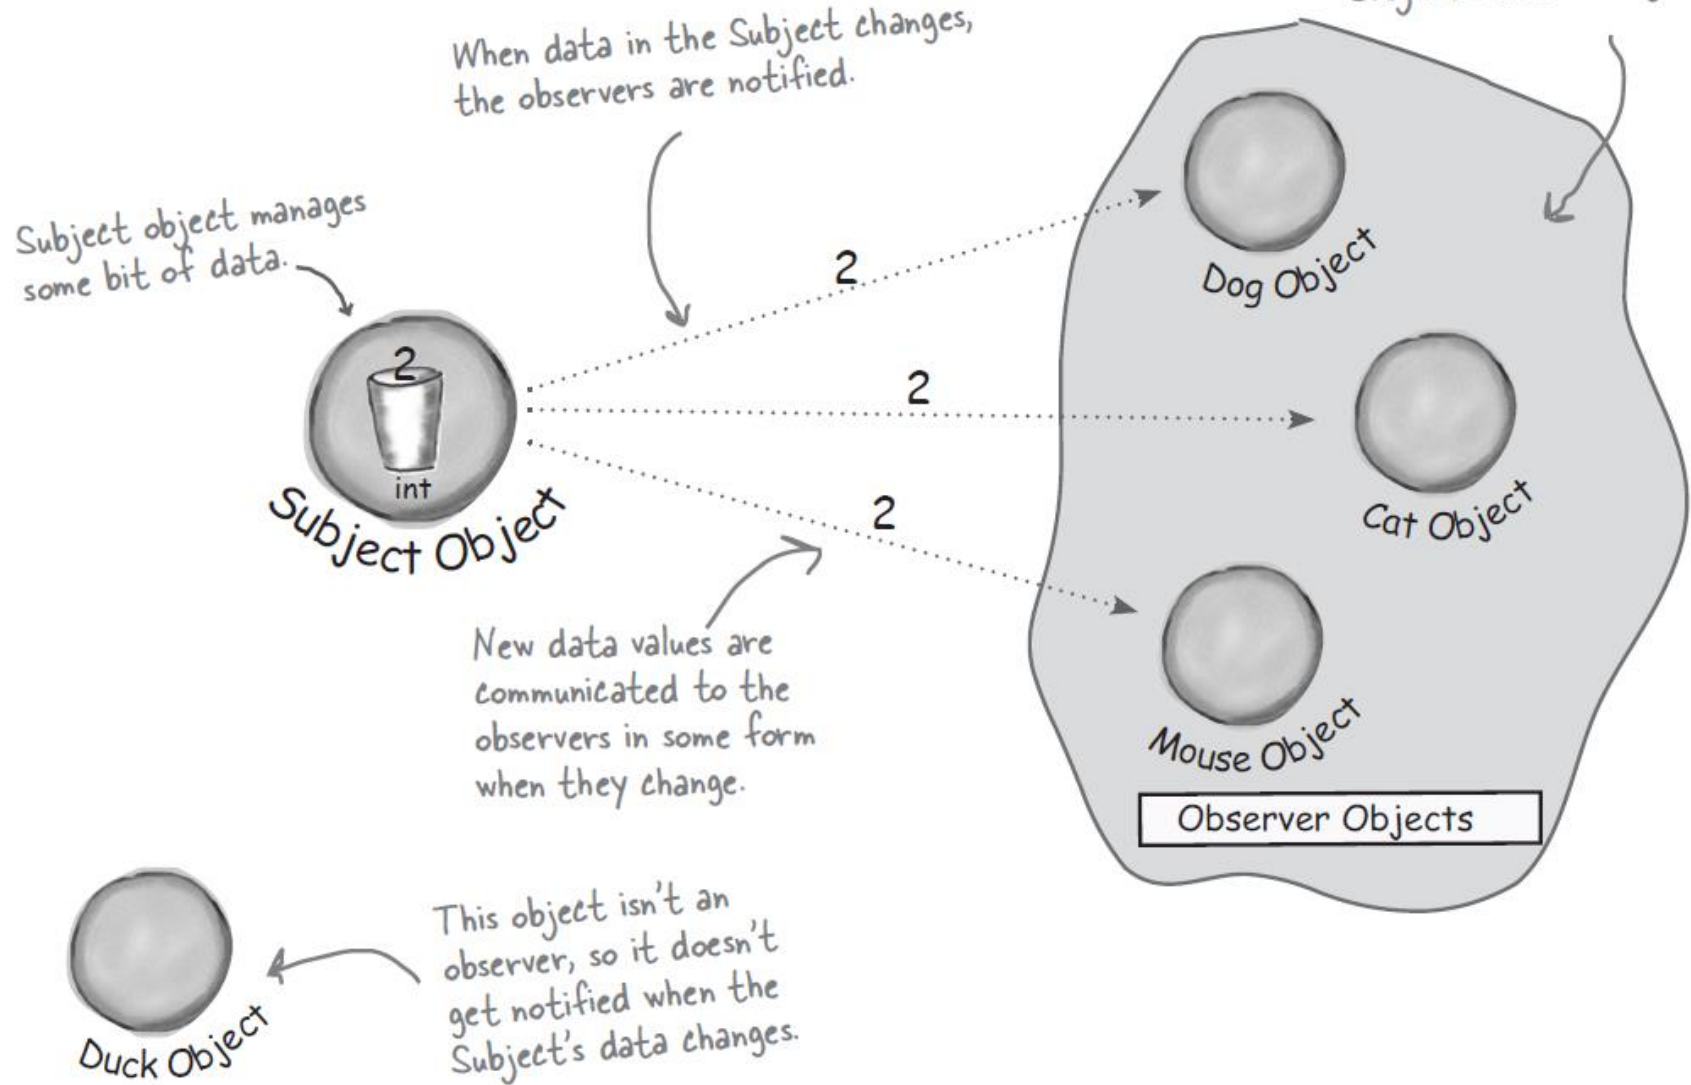 When data in the Subject changes,
the observers are notified.
Subject object manages
some bit of data.
2
int
Subject Object
2
2
2
Dog Object
Cat Object
Mouse Object
Observer Objects
New data values are
communicated to the
observers in some form
when they change.
Duck Object
This object isn't an
observer, so it doesn't
get notified when the
Subject's data changes.